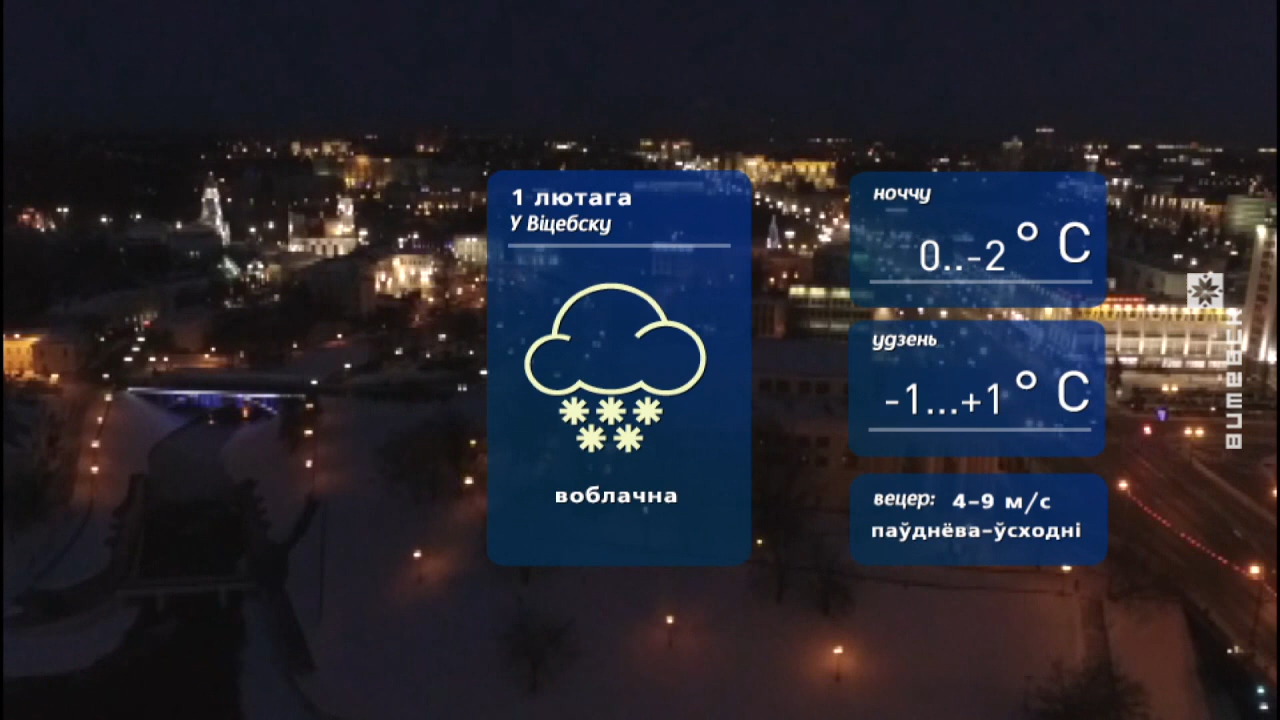 1 лютага
У Віцебску
воблачна
ноччу
0..-2° C
удзень
-1...+1° C
вецер: 4-9 м/с
паўднёва-ўсходні
витебск